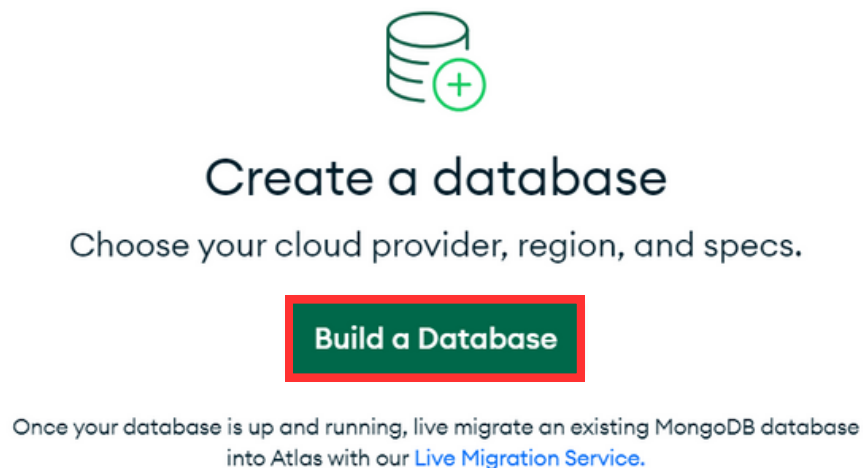 Create a database
Choose your cloud provider, region, and specs.
Build a Database
Once your database is up and running, live migrate an existing MongoDB database
into Atlas with our Live Migration Service.